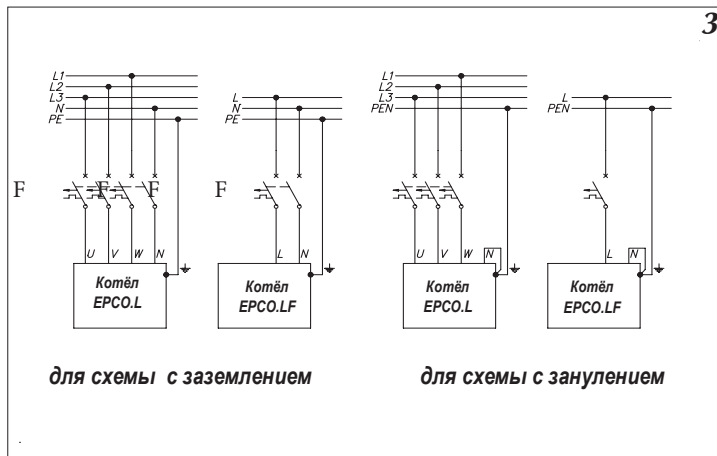 3
L1
L2
L3
N
PE
F
F
F
U
V
W
N
Котёл
EPCO.L
L
N
PE
F
L
N
Котёл
EPCO.LF
L1
L2
L3
PEN
U
V
W
N
Котёл
EPCO.L
L
PEN
L
N
Котёл
EPCO.LF
для схемы с заземлением
для схемы с занулением